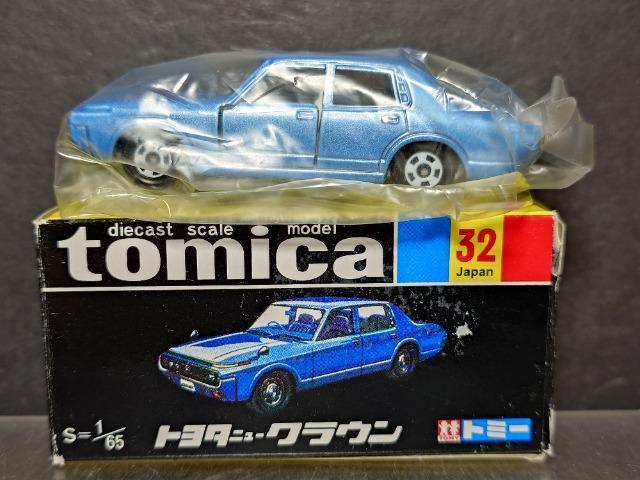 diecast scale model
tomica
32
Japan
S=1/65
トヨタニュークラウン
TOMY トミー